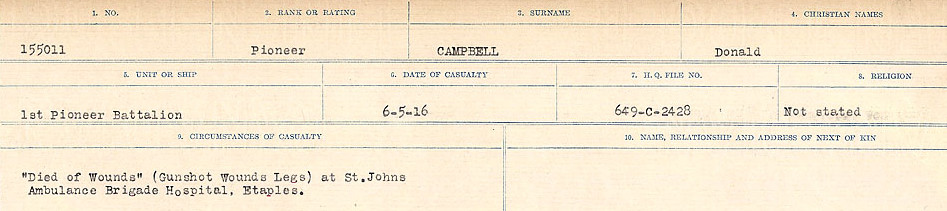 1. NO. 2. RANK OR RATING 3. SURNAME 4. CHRISTIAN NAMES
155011 Pioneer CAMPBELL Donald
5. UNIT OR SHIP 6. DATE OF CASUALTY 7. H. Q. FILE NO. 8. RELIGION
1st Pioneer Battalion 6-5-16 649-C-2428 Not stated
9. CIRCUMSTANCES OF CASUALTY 10. NAME, RELATIONSHIP AND ADDRESS OF NEXT OF KIN
"Died of Wounds" (Gunshot Wounds Legs) at St.Johns
Ambulance Brigade Hospital, Etaples.